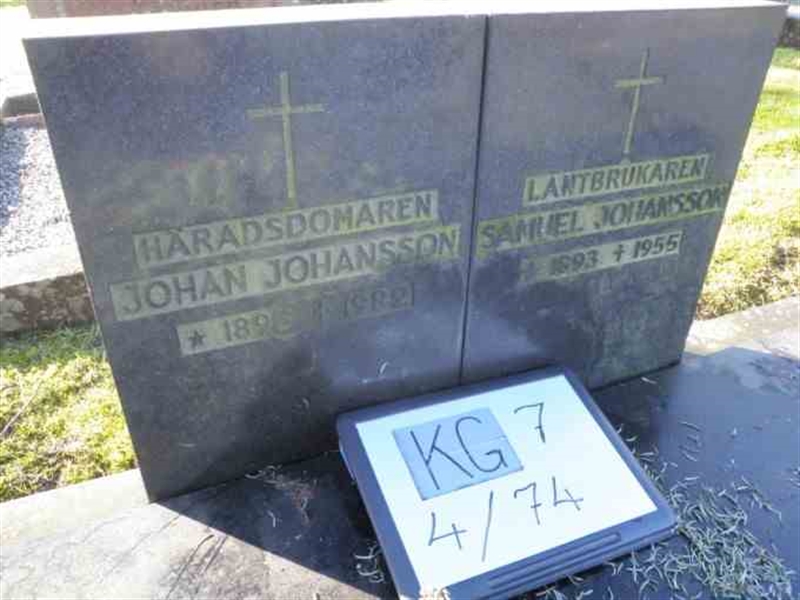 HÄRADSDOMAREN
JOHAN JOHANSSON
LANTBRUKAREN
SAMUEL JOHANSSON
1893 ✝ 1955
KG 7
4/74